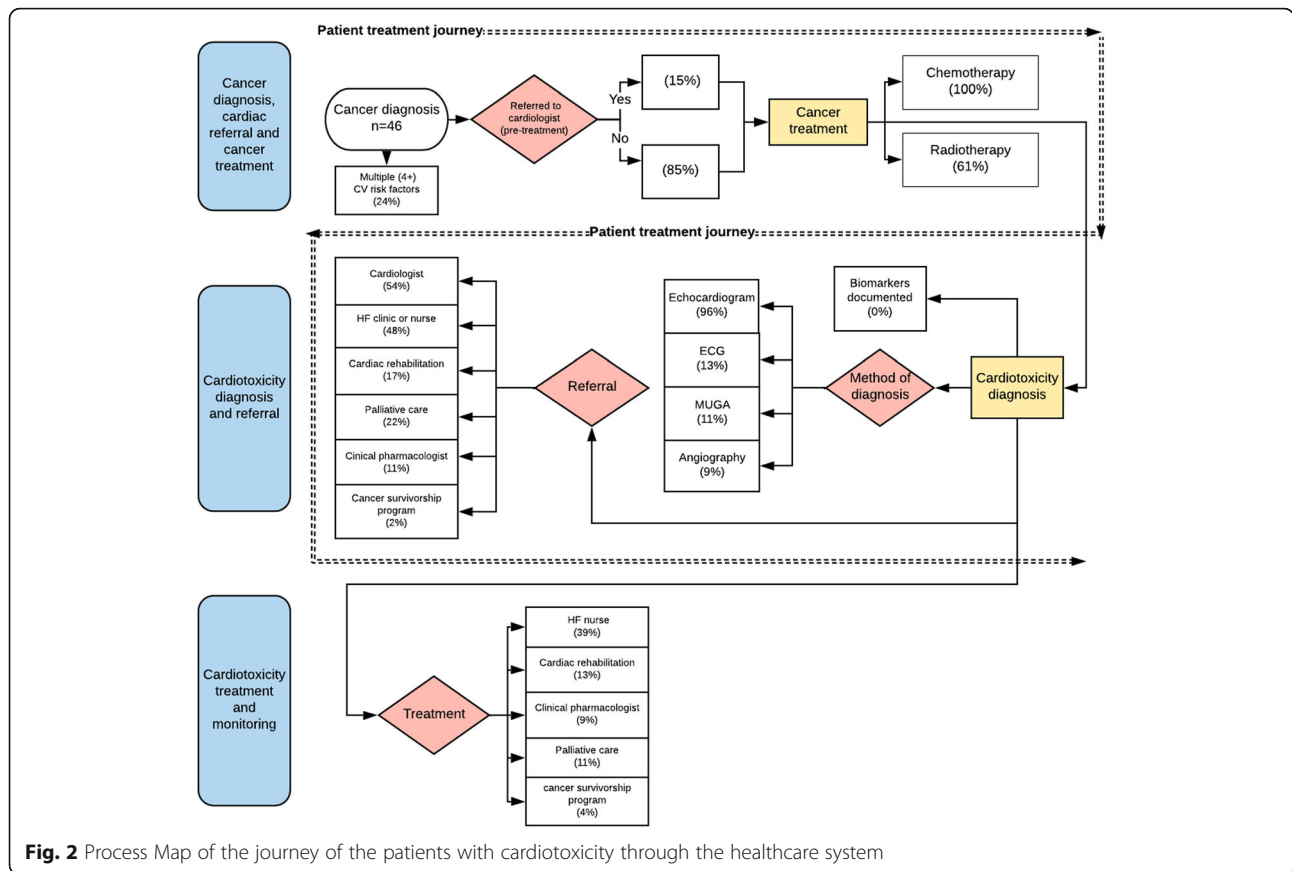 Patient treatment journey
Cancer
diagnosis,
cardiac
referral and
cancer
treatment
Cancer diagnosis
n=46
Multiple (4+)
CV risk factors
(24%)
Referred to
cardiologist
(pre-treatment)
Yes
No
(15%)
(85%)
Cancer
treatment
Chemotherapy
(100%)
Radiotherapy
(61%)
Patient treatment journey
Cardiotoxicity
diagnosis
and referral
Cardiologist
(54%)
HF clinic or nurse
(48%)
Cardiac rehabilitation
(17%)
Palliative care
(22%)
Cinical pharmacologist
(11%)
Cancer survivorship
program
(2%)
Referral
Echocardiogram
(96%)
ECG
(13%)
MUGA
(11%)
Angiography
(9%)
Method of
diagnosis
Biomarkers
documented
(0%)
Cardiotoxicity
diagnosis
Cardiotoxicity
treatment
and
monitoring
Treatment
HF nurse
(39%)
Cardiac rehabilitation
(13%)
Clinical pharmacologist
(9%)
Palliative care
(11%)
cancer survivorship
program
(4%)
Fig. 2 Process Map of the journey of the patients with cardiotoxicity through the healthcare system